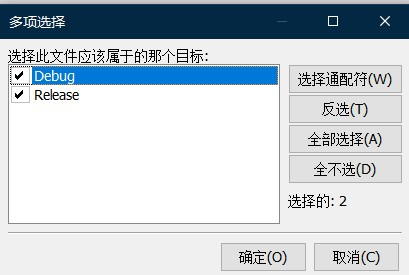 多项选择
选择此文件应该属于的那个目标:
Debug
Release
选择通配符(W)
反选(T)
全部选择(A)
全不选(D)
选择的: 2
确定(O)
取消(C)